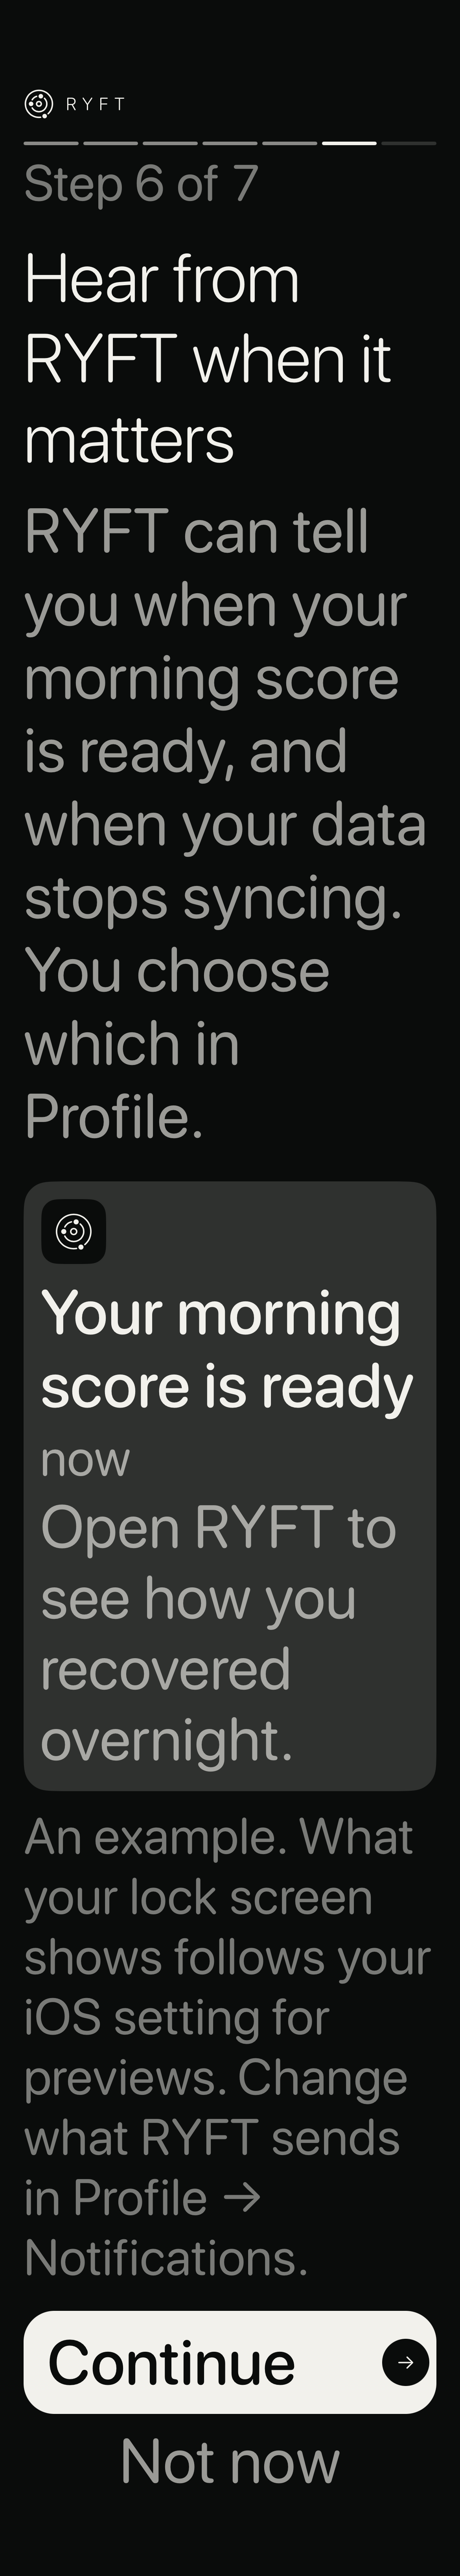 RYFT
Step 6 of 7
Hear from
RYFT when it
matters
RYFT can tell
you when your
morning score
is ready, and
when your data
stops syncing.
You choose
which in
Profile.
Your morning
score is ready
now
Open RYFT to
see how you
recovered
overnight.
An example. What
your lock screen
shows follows your
iOS setting for
previews. Change
what RYFT sends
in Profile →
Notifications.
Continue
Not now